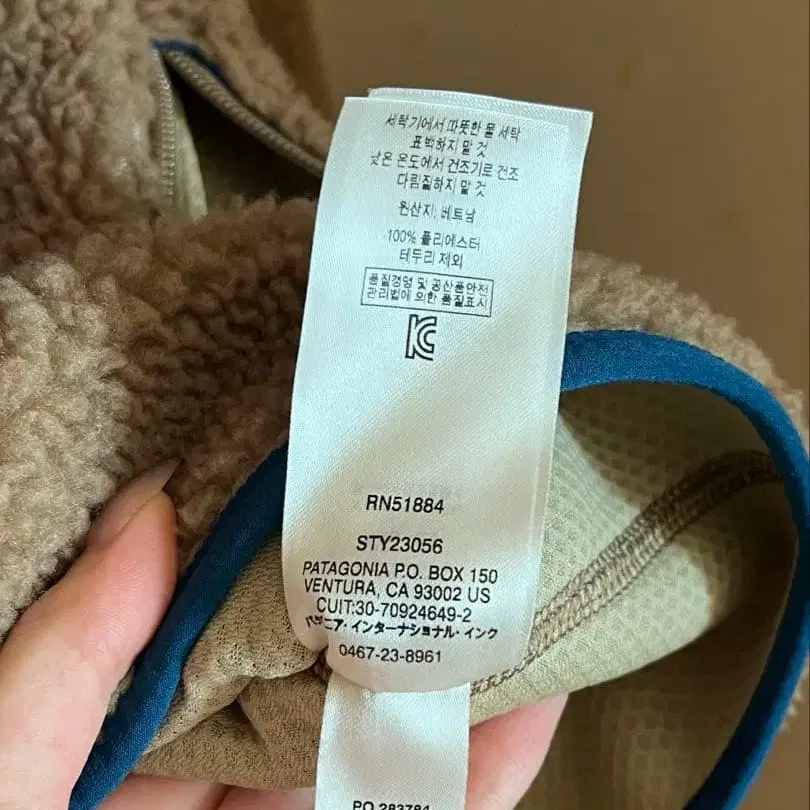 세탁기에서 따뜻한 물 세탁
표백하지 말 것
낮은 온도에서 건조기로 건조
다림질하지 말 것
원산지: 베트남
100% 폴리에스터
테두리 제외
품질경영 및 공산품안전
관리법에 의한 품질표시
RN51884
STY23056
PATAGONIA P.O. BOX 150
VENTURA, CA 93002 US
CUIT:30-70924649-2
パタゴニア・インターナショナル・インク
0467-23-8961
PO 283784